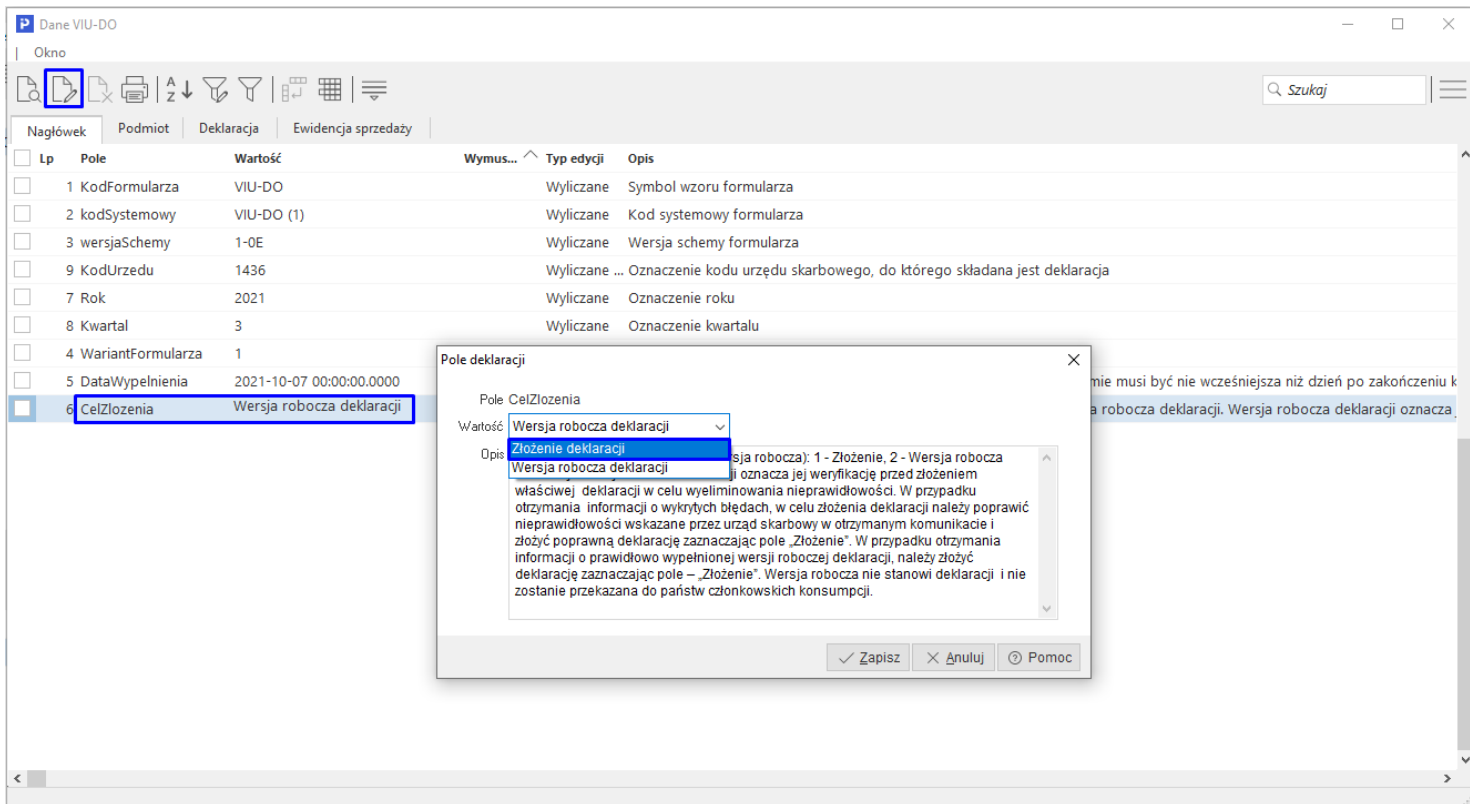 Dane VIU-DO
Okno
Szukaj
Nagłówek Podmiot Deklaracja Ewidencja sprzedaży
Lp Pole Wartość Wymus... Typ edycji Opis
1 KodFormularza VIU-DO Wyliczane Symbol wzoru formularza
2 kodSystemowy VIU-DO (1) Wyliczane Kod systemowy formularza
3 wersjaSchemy 1-0E Wyliczane Wersja schemy formularza
9 KodUrzedu 1436 Wyliczane ... Oznaczenie kodu urzędu skarbowego, do którego składana jest deklaracja
7 Rok 2021 Wyliczane Oznaczenie roku
8 Kwartal 3 Wyliczane Oznaczenie kwartalu
4 WariantFormularza 1
5 DataWypelnienia 2021-10-07 00:00:00.0000 mie musi być nie wcześniejsza niż dzień po zakończeniu k
6 CelZlozenia Wersja robocza deklaracji a robocza deklaracji. Wersja robocza deklaracji oznacza
Pole deklaracji
Pole CelZlozenia
Wartość Wersja robocza deklaracji
Złożenie deklaracji
Wersja robocza deklaracji
Opis sja robocza): 1 - Złożenie, 2 - Wersja robocza
ji oznacza jej weryfikację przed złożeniem
właściwej deklaracji w celu wyeliminowania nieprawidłowości. W przypadku
otrzymania informacji o wykrytych błędach, w celu złożenia deklaracji należy poprawić
nieprawidłowości wskazane przez urząd skarbowy w otrzymanym komunikacie i
złożyć poprawną deklarację zaznaczając pole „Złożenie”. W przypadku otrzymania
informacji o prawidłowo wypełnionej wersji roboczej deklaracji, należy złożyć
deklarację zaznaczając pole – „Złożenie”. Wersja robocza nie stanowi deklaracji i nie
zostanie przekazana do państw członkowskich konsumpcji.
Zapisz Anuluj Pomoc